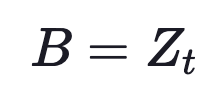 B = Z_t